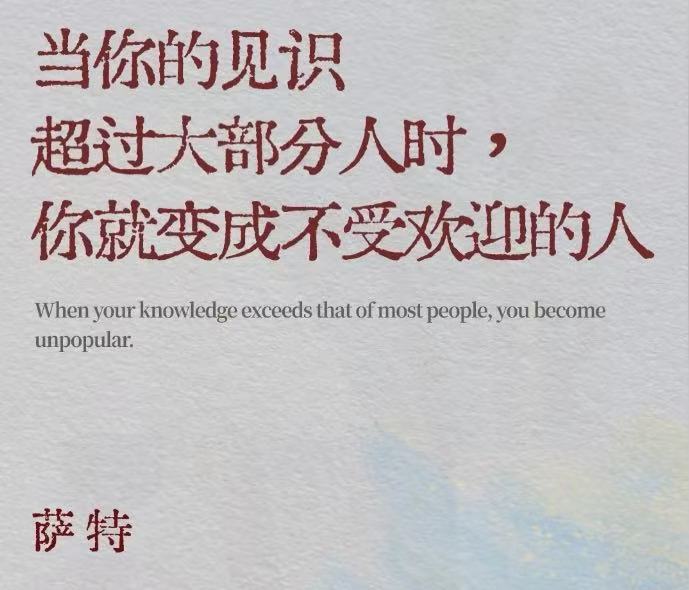 当你的见识
超过大部分人时，
你就变成不受欢迎的人
When your knowledge exceeds that of most people, you become
unpopular.
萨特